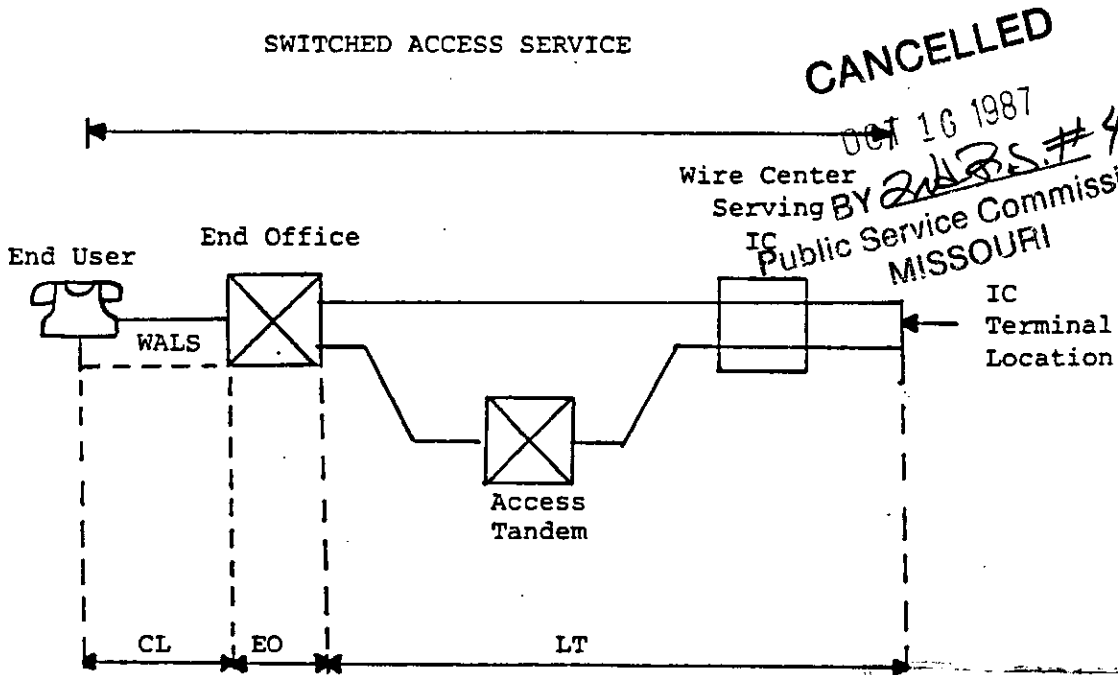 SWITCHED ACCESS SERVICE
CANCELLED
OCT 16 1987
BY
Public Service Commissi
MISSOURI
Wire Center
Serving
IC
End Office
End User
WALS
IC
Terminal
Location
Access
Tandem
CL
EO
LT